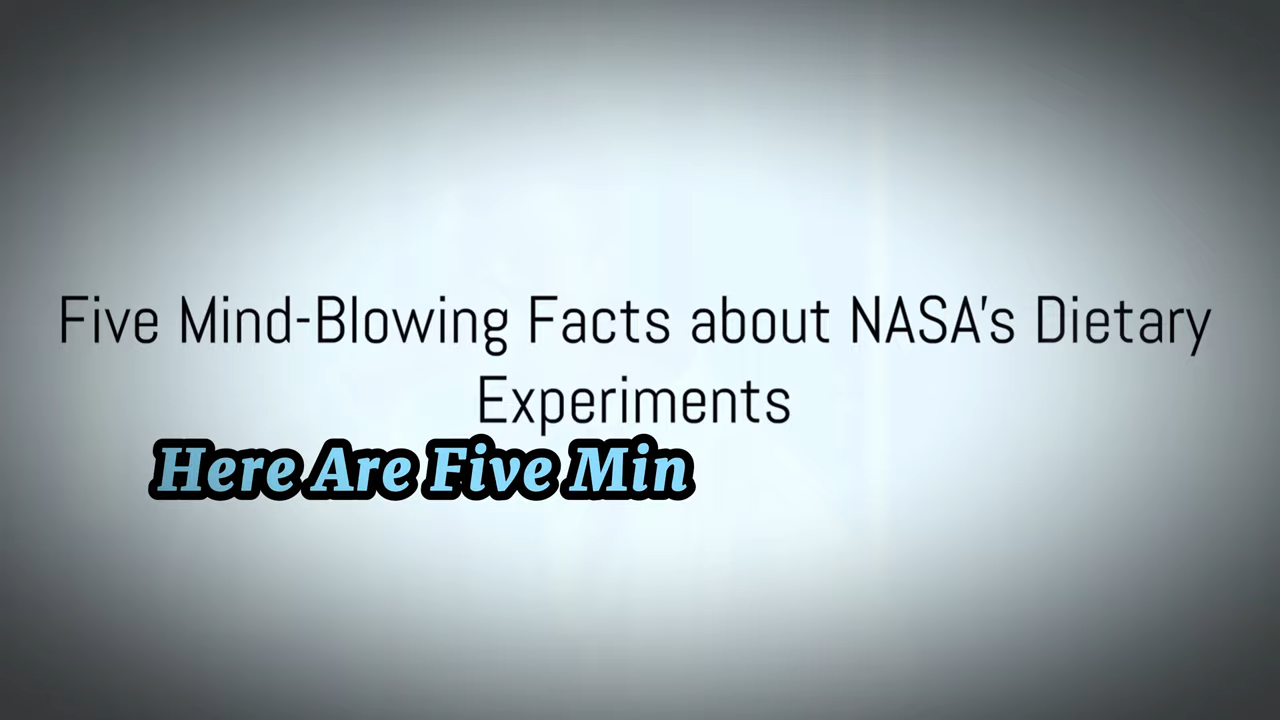 Five Mind-Blowing Facts about NASA's Dietary
Experiments
Here Are Five Min